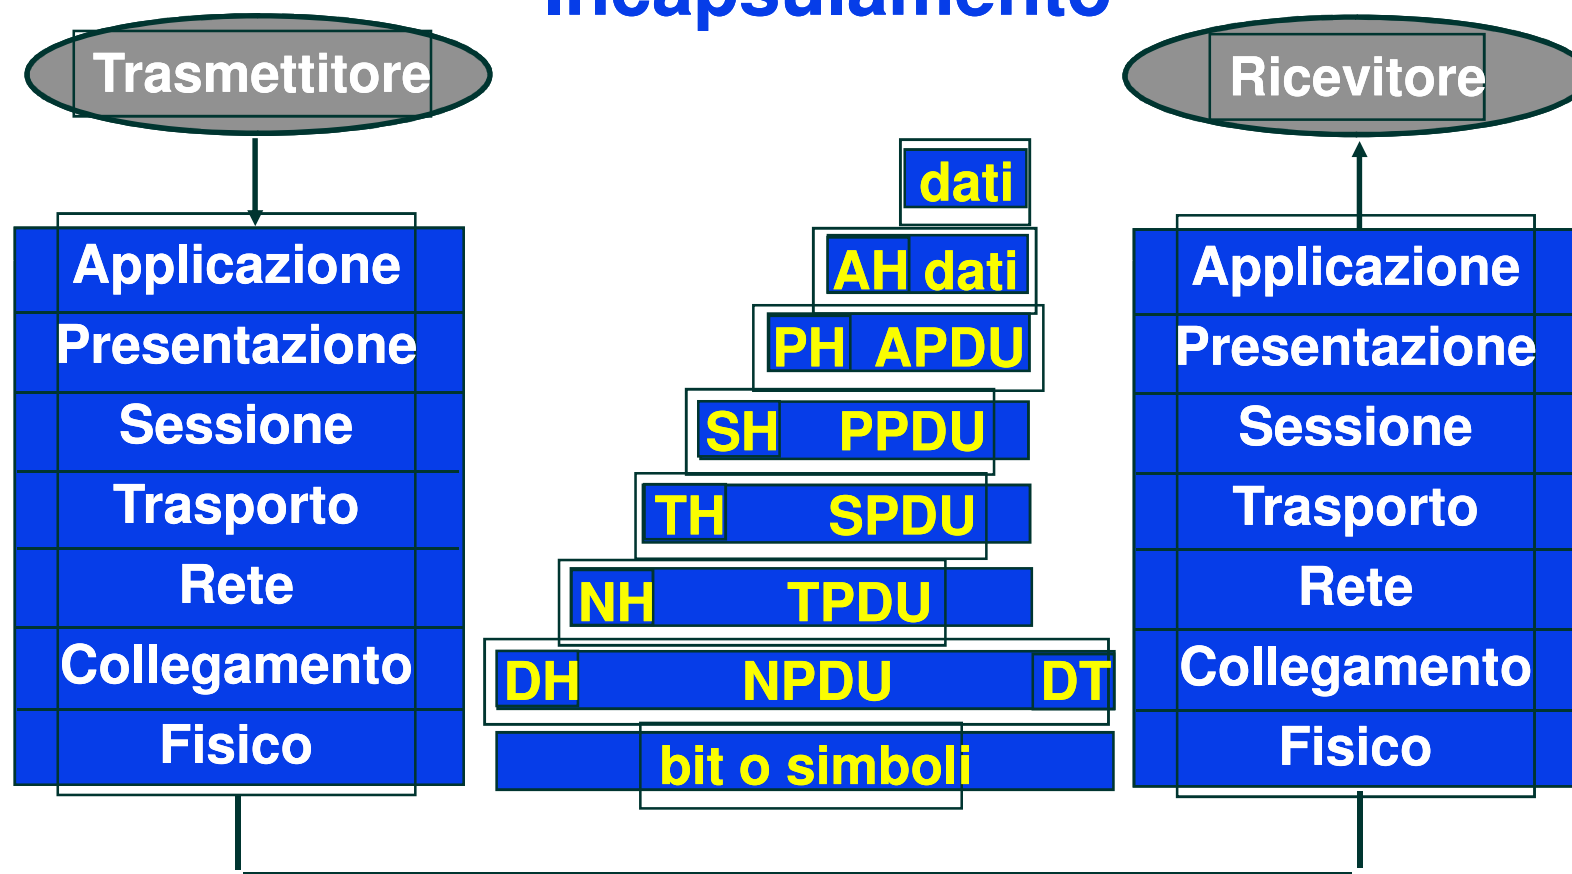 Incapsulamento
Trasmettitore
Ricevitore
dati
Applicazione
AH dati
Applicazione
Presentazione
PH APDU
Presentazione
Sessione
SH PPDU
Sessione
Trasporto
TH SPDU
Trasporto
Rete
NH TPDU
Rete
Collegamento
DH NPDU DT
Collegamento
Fisico
bit o simboli
Fisico